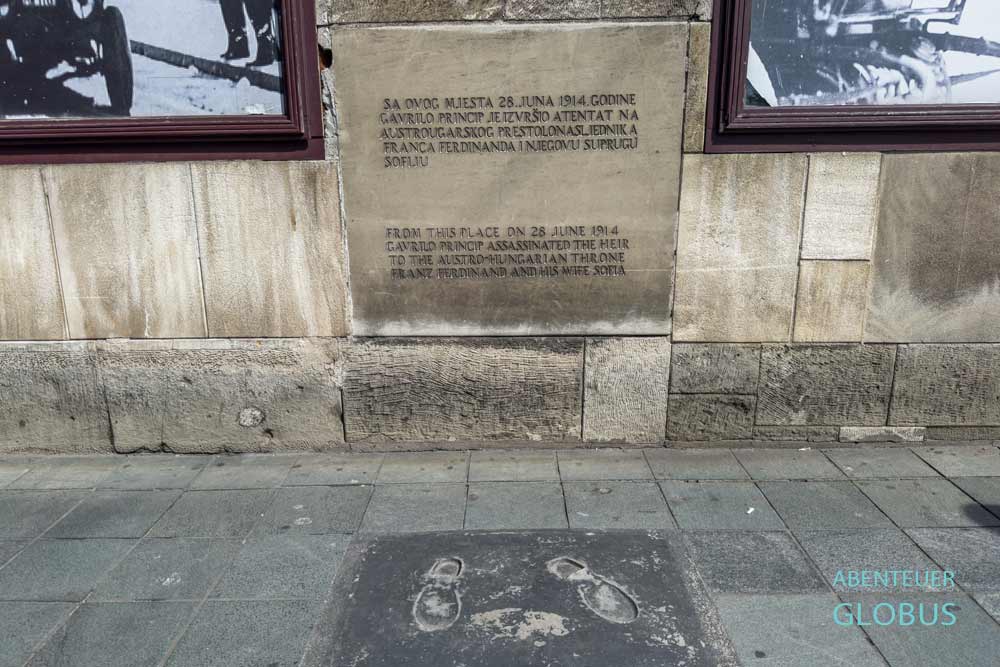 SA OVOG MJESTA 28. JUNA 1914. GODINE
GAVRILO PRINCIP JE IZVRŠIO ATENTAT NA
AUSTROUGARSKOG PRESTOLONASLJEDNIKA
FRANCA FERDINANDA I NJEGOVU SUPRUGU
SOFIJU
FROM THIS PLACE ON 28 JUNE 1914
GAVRILO PRINCIP ASSASSINATED THE HEIR
TO THE AUSTRO-HUNGARIAN THRONE
FRANZ FERDINAND AND HIS WIFE SOFIA
ABENTEUER
GLOBUS